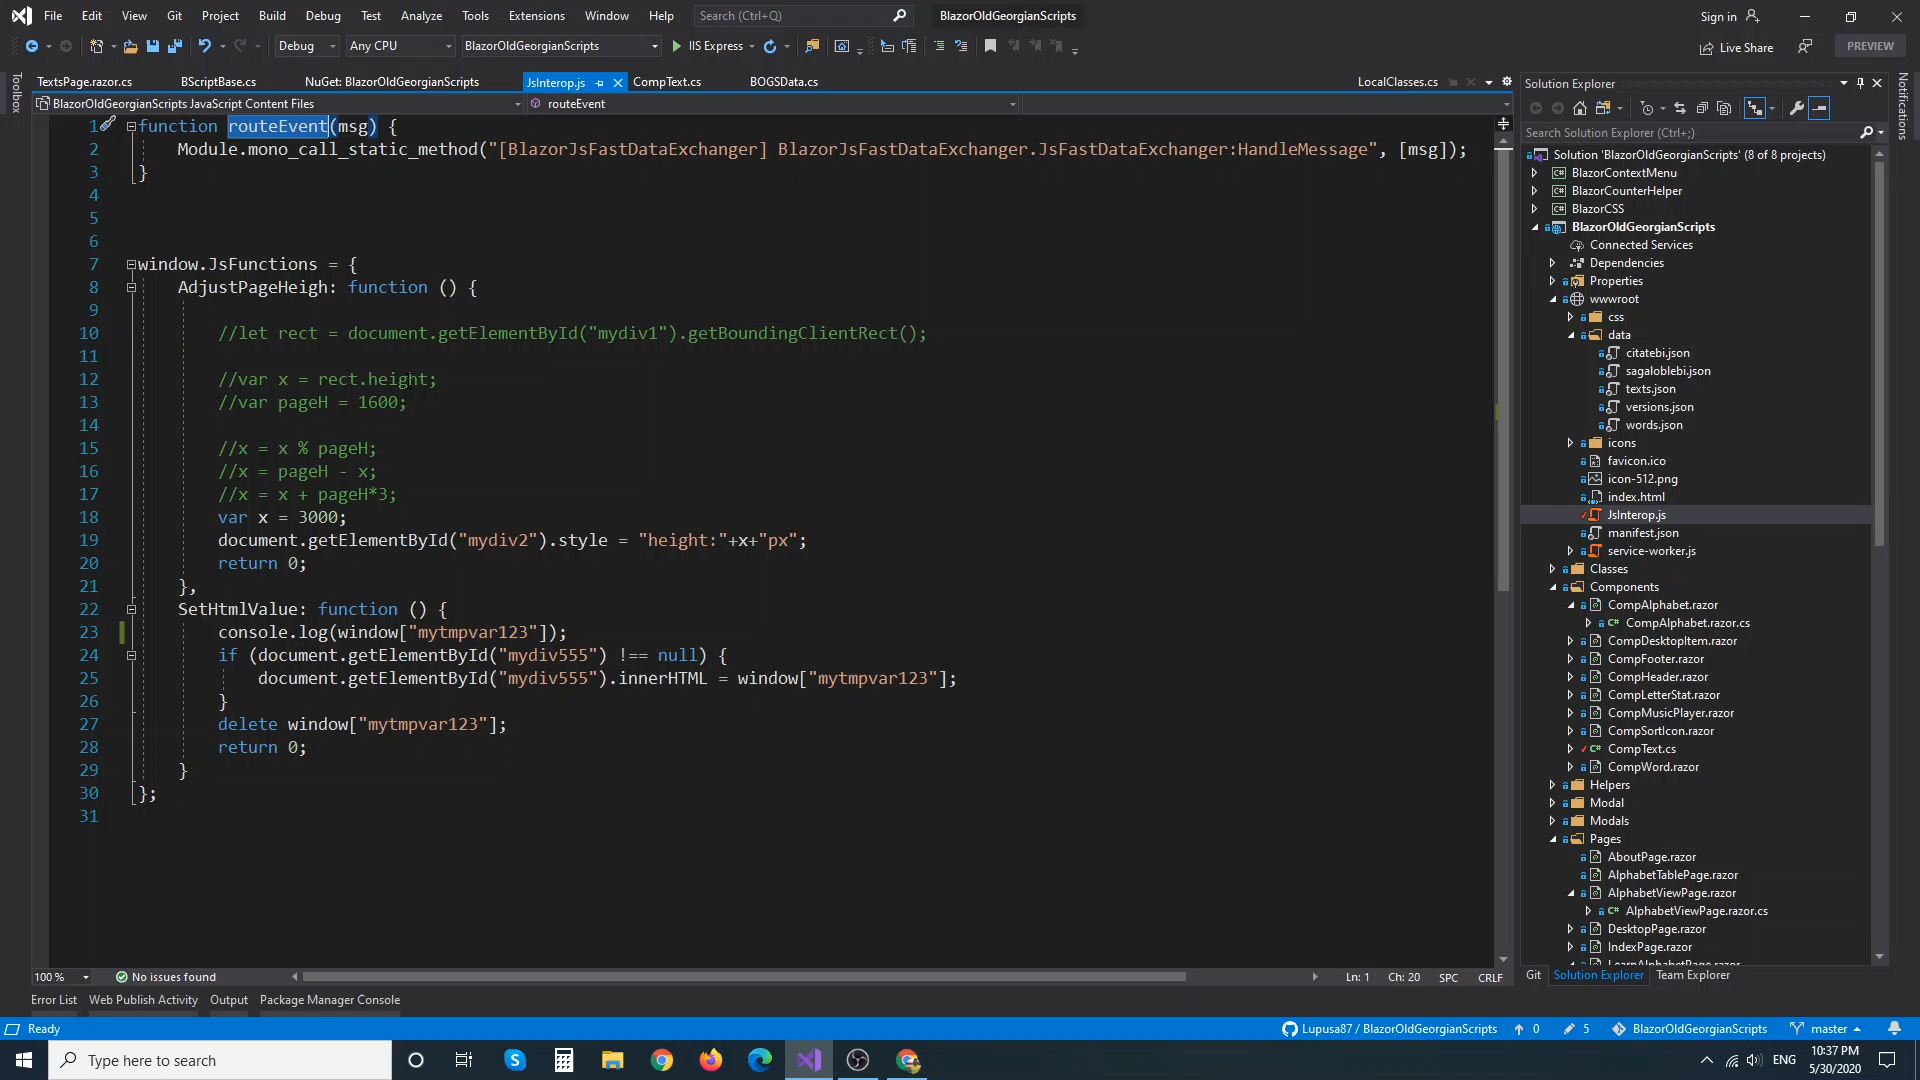 File Edit View Git Project Build Debug Test Analyze Tools Extensions Window Help Search (Ctrl+Q) BlazorOldGeorgianScripts Sign in
Debug Any CPU BlazorOldGeorgianScripts IIS Express Live Share PREVIEW
Toolbox
TextsPage.razor.cs BScriptBase.cs NuGet: BlazorOldGeorgianScripts JsInterop.js CompText.cs BOGSData.cs LocalClasses.cs
BlazorOldGeorgianScripts JavaScript Content Files routeEvent
1 function routeEvent(msg) {
2 Module.mono_call_static_method("[BlazorJsFastDataExchanger] BlazorJsFastDataExchanger.JsFastDataExchanger:HandleMessage", [msg]);
3 }
4
5
6
7 window.JsFunctions = {
8 AdjustPageHeigh: function () {
9
10 //let rect = document.getElementById("mydiv1").getBoundingClientRect();
11
12 //var x = rect.height;
13 //var pageH = 1600;
14
15 //x = x % pageH;
16 //x = pageH - x;
17 //x = x + pageH*3;
18 var x = 3000;
19 document.getElementById("mydiv2").style = "height:"+x+"px";
20 return 0;
21 },
22 SetHtmlValue: function () {
23 console.log(window["mytmpvar123"]);
24 if (document.getElementById("mydiv555") !== null) {
25 document.getElementById("mydiv555").innerHTML = window["mytmpvar123"];
26 }
27 delete window["mytmpvar123"];
28 return 0;
29 }
30 };
31
100 % No issues found Ln: 1 Ch: 20 SPC CRLF
Error List Web Publish Activity Output Package Manager Console
Solution Explorer
Search Solution Explorer (Ctrl+;)
Solution 'BlazorOldGeorgianScripts' (8 of 8 projects)
BlazorContextMenu
BlazorCounterHelper
BlazorCSS
BlazorOldGeorgianScripts
Connected Services
Dependencies
Properties
wwwroot
css
data
citatebi.json
sagaloblebi.json
texts.json
versions.json
words.json
icons
favicon.ico
icon-512.png
index.html
JsInterop.js
manifest.json
service-worker.js
Classes
Components
CompAlphabet.razor
CompAlphabet.razor.cs
CompDesktopItem.razor
CompFooter.razor
CompHeader.razor
CompLetterStat.razor
CompMusicPlayer.razor
CompSortIcon.razor
CompText.cs
CompWord.razor
Helpers
Modal
Modals
Pages
AboutPage.razor
AlphabetTablePage.razor
AlphabetViewPage.razor
AlphabetViewPage.razor.cs
DesktopPage.razor
IndexPage.razor
LearnAlphabetPage.razor
Git Solution Explorer Team Explorer
Notifications
Ready Lupusa87 / BlazorOldGeorgianScripts 0 5 BlazorOldGeorgianScripts master
Type here to search ENG 10:37 PM
5/30/2020